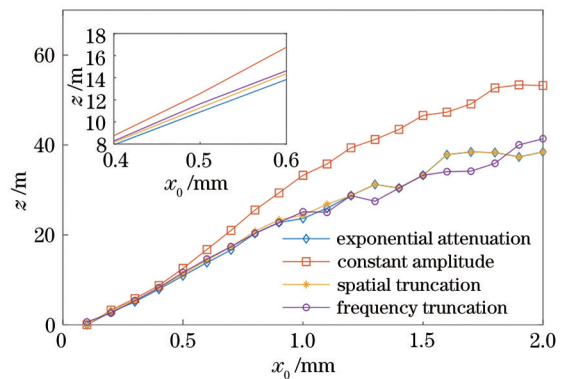 60
40
20
0
z/m
18
16
14
12
10
8
z/m
0.4 0.5 0.6
x₀/mm
exponential attenuation
constant amplitude
spatial truncation
frequency truncation
0 0.5 1.0 1.5 2.0
x₀/mm